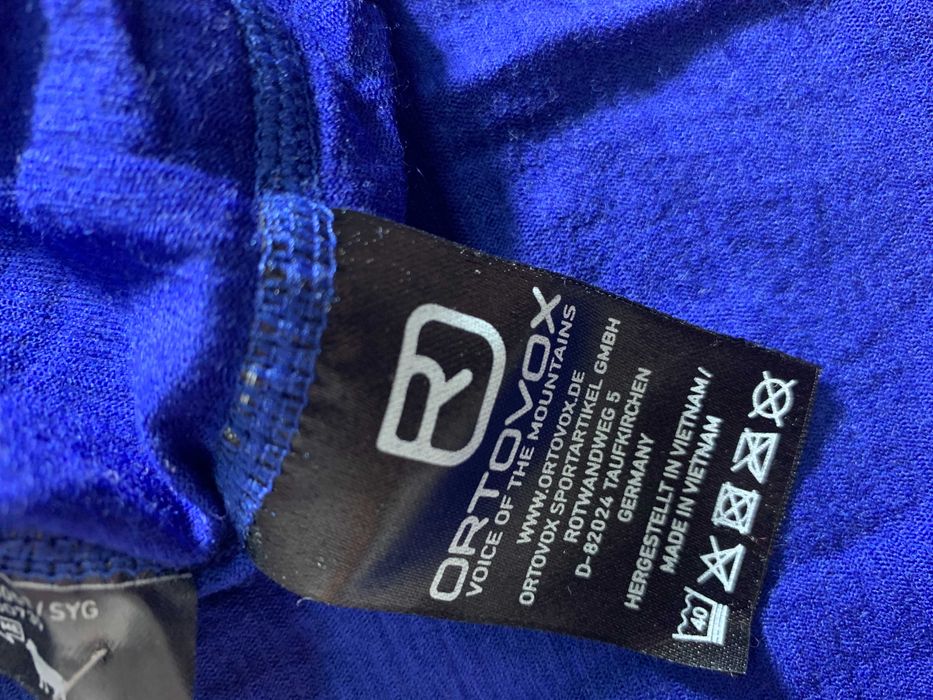 ORTOVOX
VOICE OF THE MOUNTAINS
WWW.ORTOVOX.DE
ORTOVOX SPORTARTIKEL GMBH
ROTWANDWEG 5
D-82024 TAUFKIRCHEN
GERMANY
HERGESTELLT IN VIETNAM/
MADE IN VIETNAM
40
/ SYG